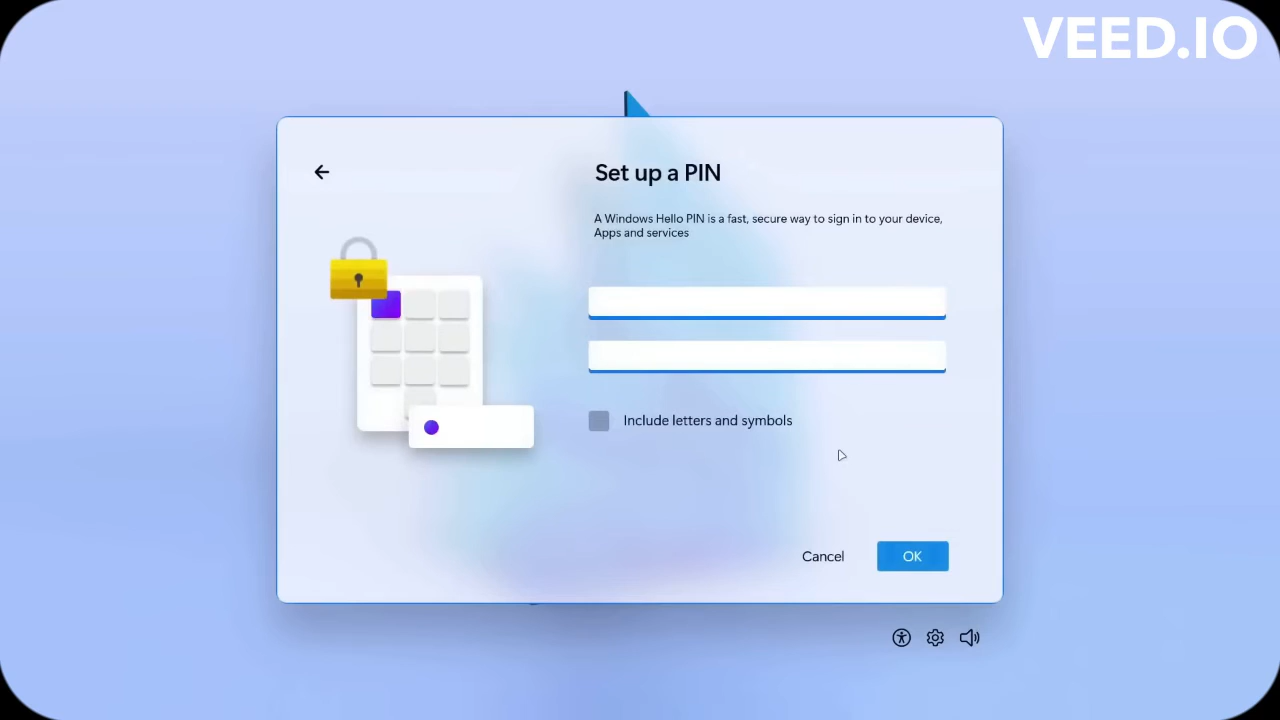 VEED.IO
Set up a PIN
A Windows Hello PIN is a fast, secure way to sign in to your device,
Apps and services
Include letters and symbols
Cancel
OK